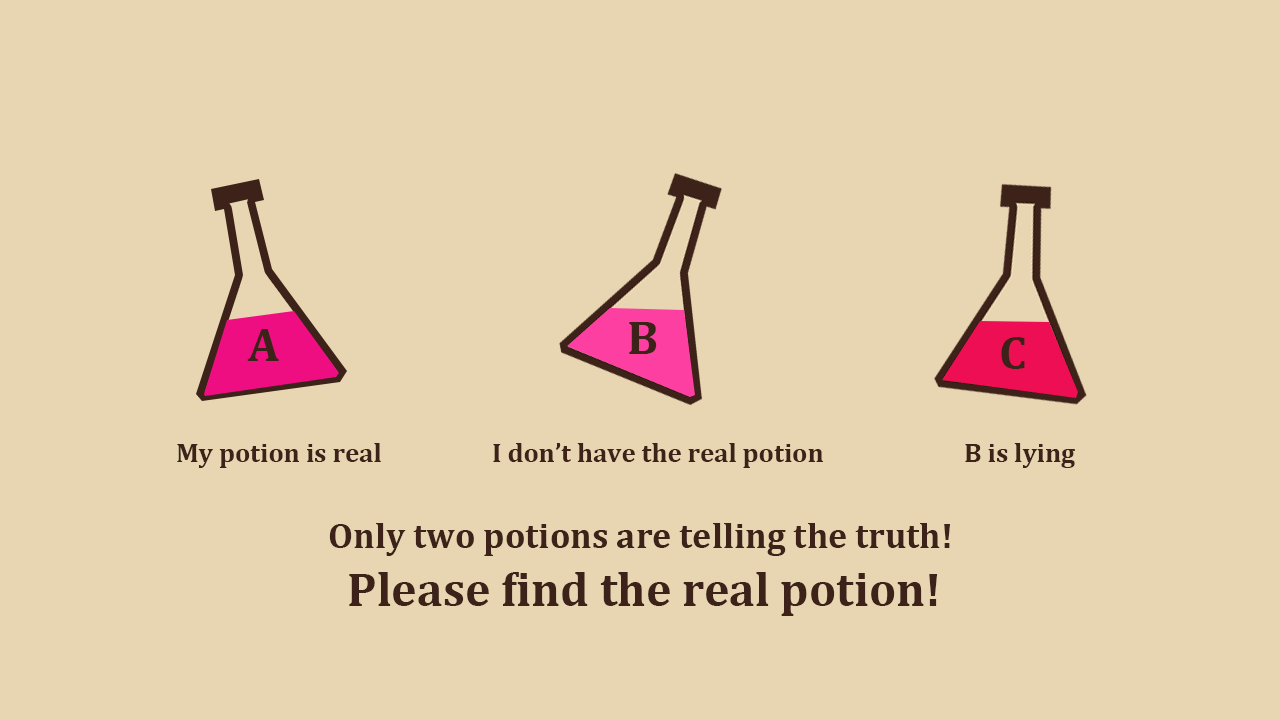 A
B
C
My potion is real
I don’t have the real potion
B is lying
Only two potions are telling the truth!
Please find the real potion!